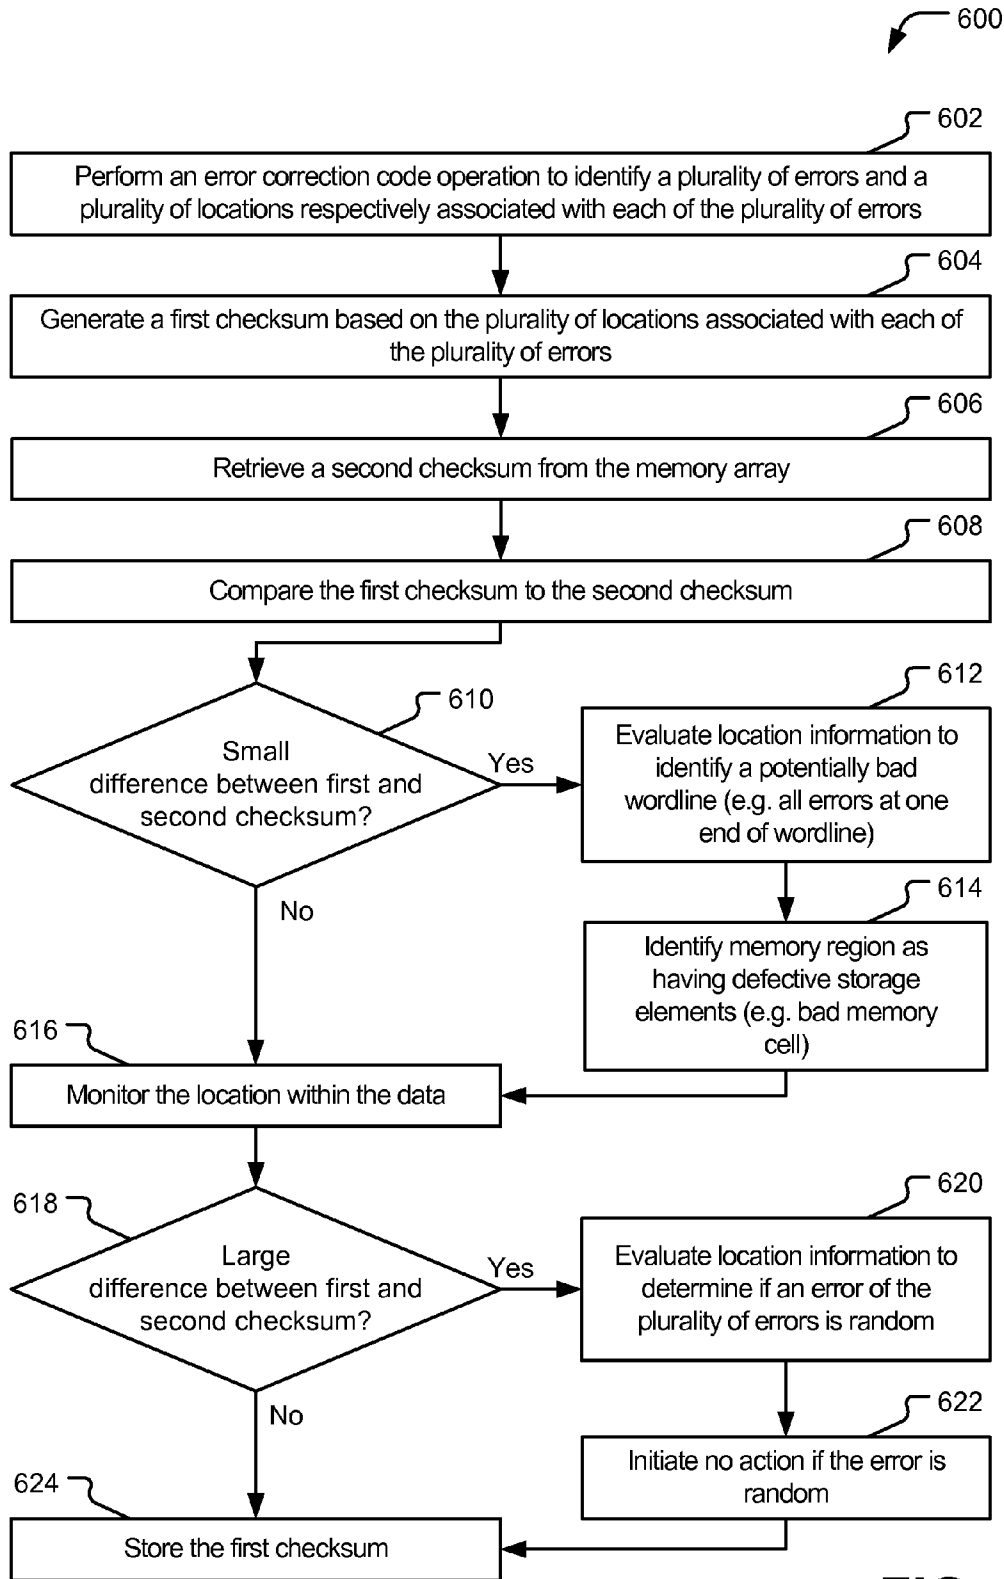 600
602
Perform an error correction code operation to identify a plurality of errors and a
plurality of locations respectively associated with each of the plurality of errors
604
Generate a first checksum based on the plurality of locations associated with each of
the plurality of errors
606
Retrieve a second checksum from the memory array
608
Compare the first checksum to the second checksum
610
Small
difference between first and
second checksum?
Yes
No
612
Evaluate location information to
identify a potentially bad
wordline (e.g. all errors at one
end of wordline)
614
Identify memory region as
having defective storage
elements (e.g. bad memory
cell)
616
Monitor the location within the data
618
Large
difference between first and
second checksum?
Yes
No
620
Evaluate location information to
determine if an error of the
plurality of errors is random
622
Initiate no action if the error is
random
624
Store the first checksum